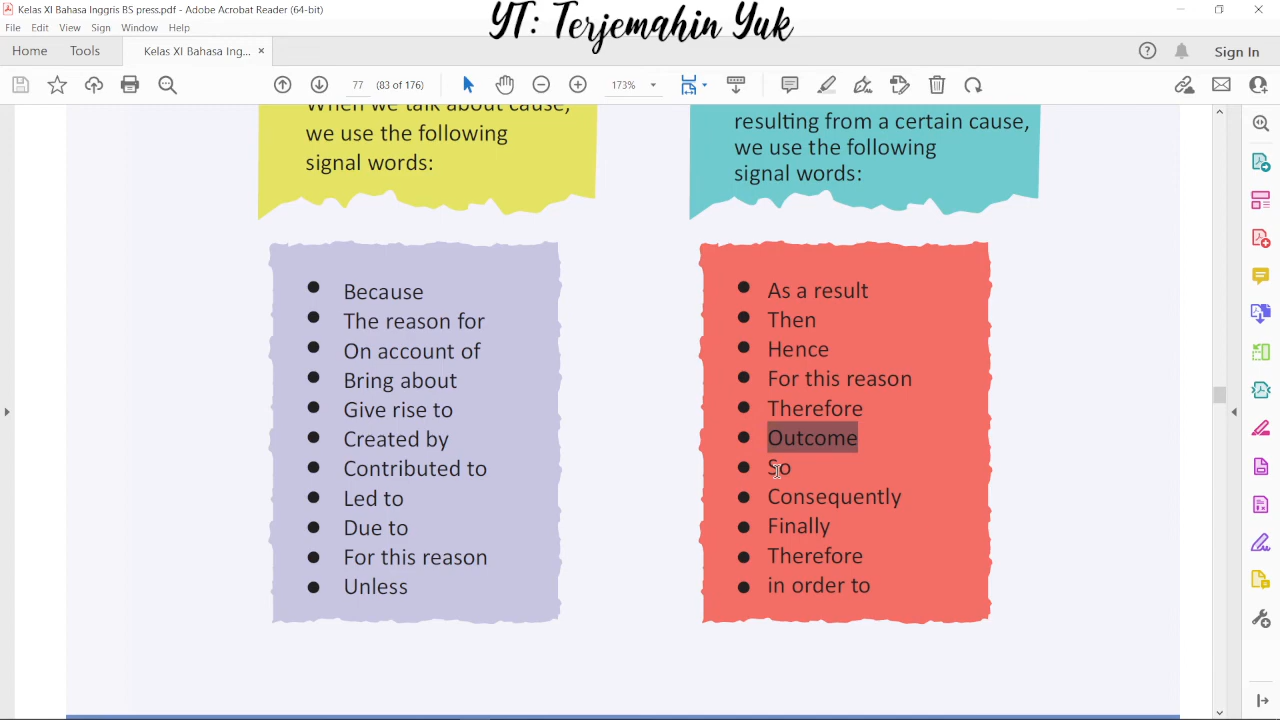 Kelas XI Bahasa Inggris BS press.pdf - Adobe Acrobat Reader (64-bit)
YT: Terjemahin Yuk
File Edit View Sign Window Help
Home Tools Kelas XI Bahasa Ing... × Sign In
77 (83 of 176) 173%
When we talk about cause,
we use the following
signal words:
resulting from a certain cause,
we use the following
signal words:
● Because
● The reason for
● On account of
● Bring about
● Give rise to
● Created by
● Contributed to
● Led to
● Due to
● For this reason
● Unless
● As a result
● Then
● Hence
● For this reason
● Therefore
● Outcome
● So
● Consequently
● Finally
● Therefore
● in order to